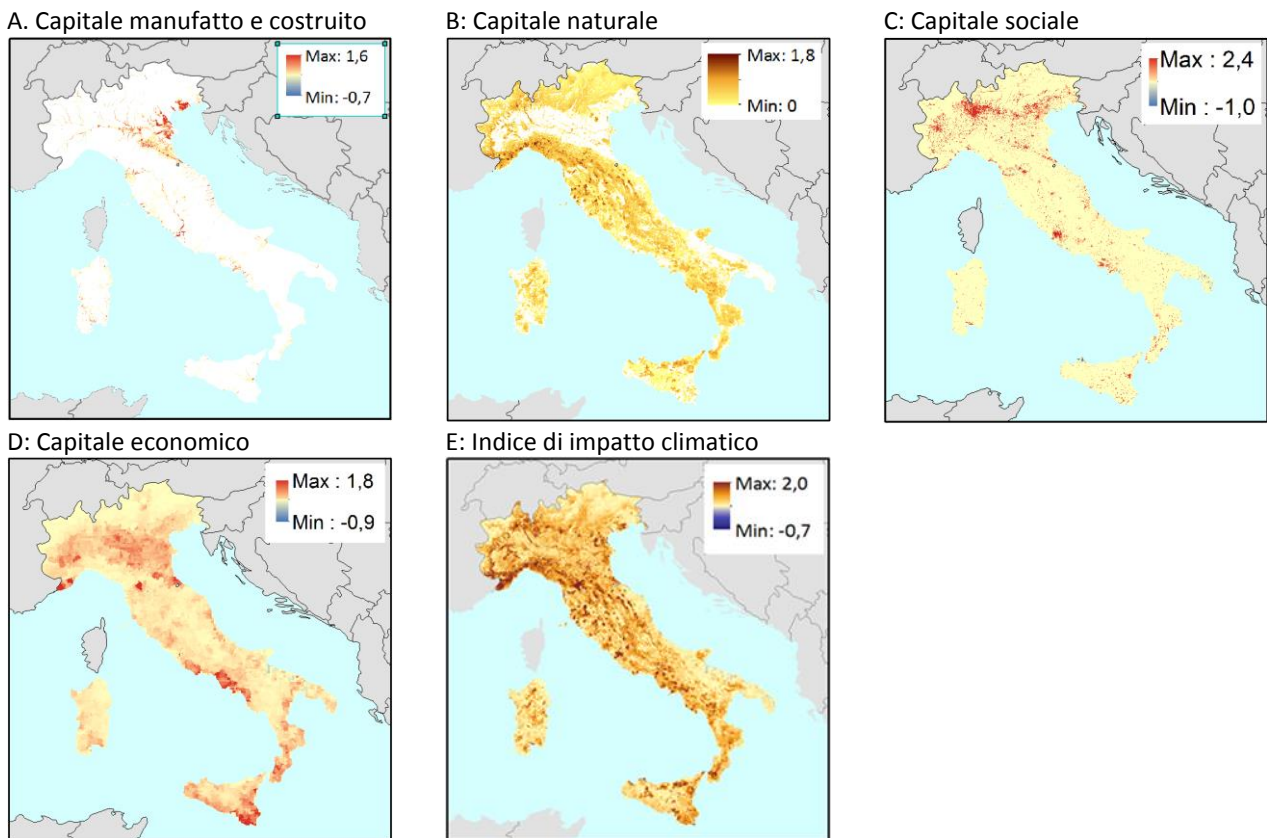 A. Capitale manufatto e costruito
Max: 1,6
Min: -0,7
B: Capitale naturale
Max: 1,8
Min: 0
C: Capitale sociale
Max : 2,4
Min : -1,0
D: Capitale economico
Max : 1,8
Min : -0,9
E: Indice di impatto climatico
Max: 2,0
Min: -0,7